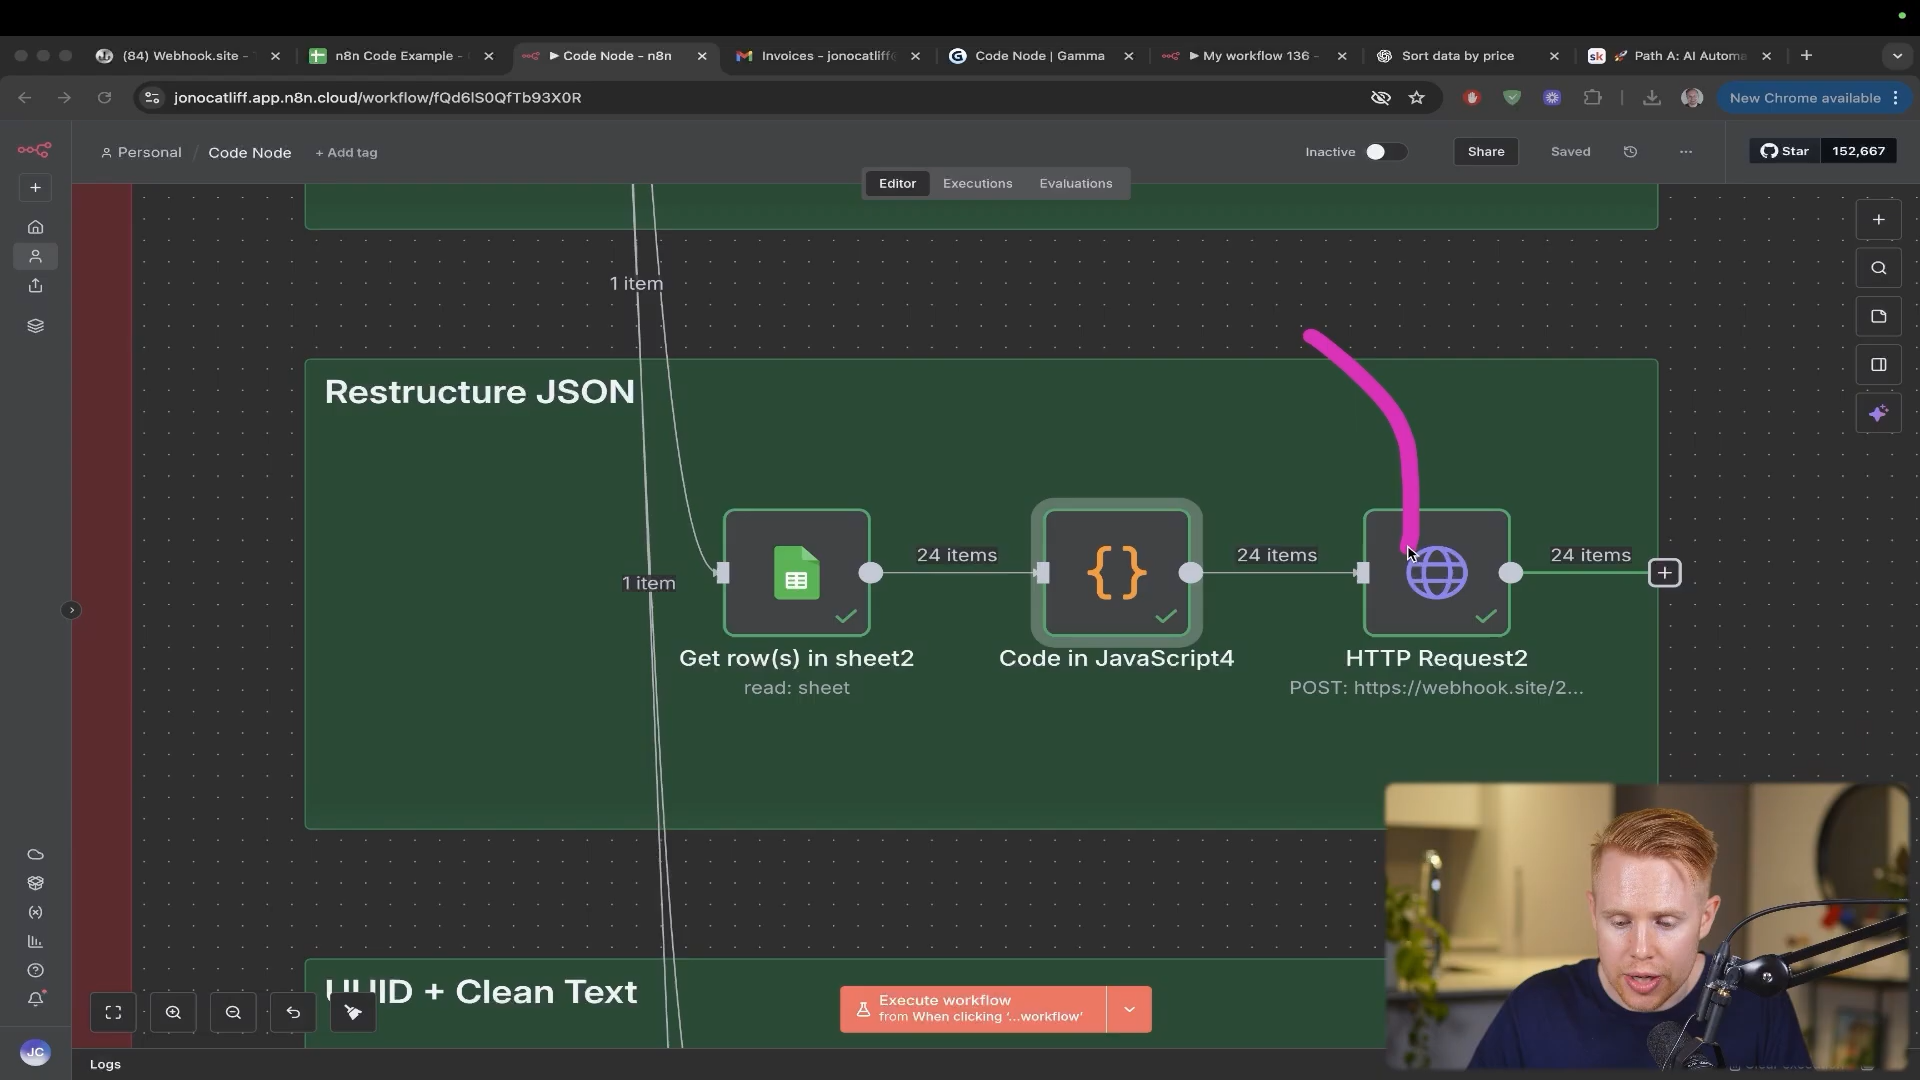 (84) Webhook.site -
n8n Code Example -
▶ Code Node - n8n
Invoices - jonocatliff
Code Node | Gamma
▶ My workflow 136 -
Sort data by price
sk 🚀 Path A: AI Automa
jonocatliff.app.n8n.cloud/workflow/fQd6lS0QfTb93X0R
New Chrome available
Personal / Code Node + Add tag
Inactive
Share
Saved
Star 152,667
Editor
Executions
Evaluations
1 item
Restructure JSON
24 items
24 items
24 items
1 item
Get row(s) in sheet2
read: sheet
Code in JavaScript4
HTTP Request2
POST: https://webhook.site/2...
UUID + Clean Text
Execute workflow
from When clicking ‘...workflow’
JC
Logs